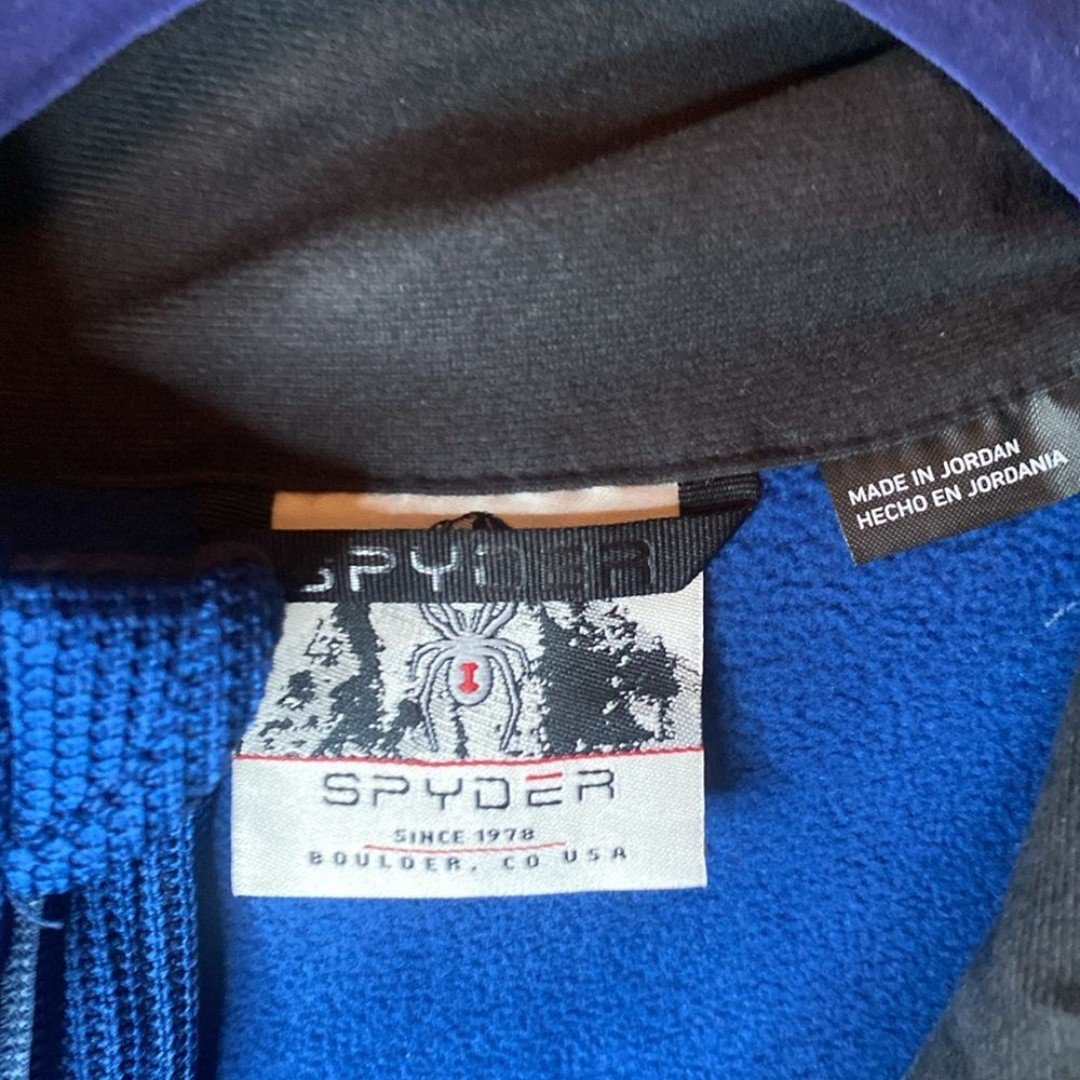 MADE IN JORDAN
HECHO EN JORDANIA
SPYDER
SPYDER
SINCE 1978
BOULDER, CO USA